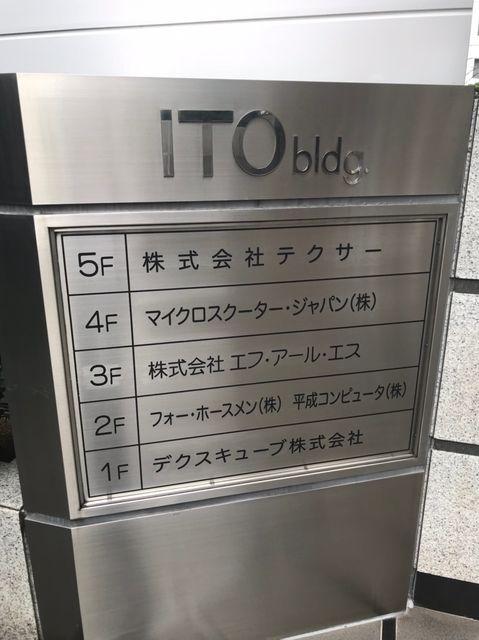 ITO bldg.
5F 株式会社テクサー
4F マイクロスクーター・ジャパン(株)
3F 株式会社 エフ・アール・エス
2F フォー・ホースメン(株) 平成コンピュータ(株)
1F デクスキューブ株式会社